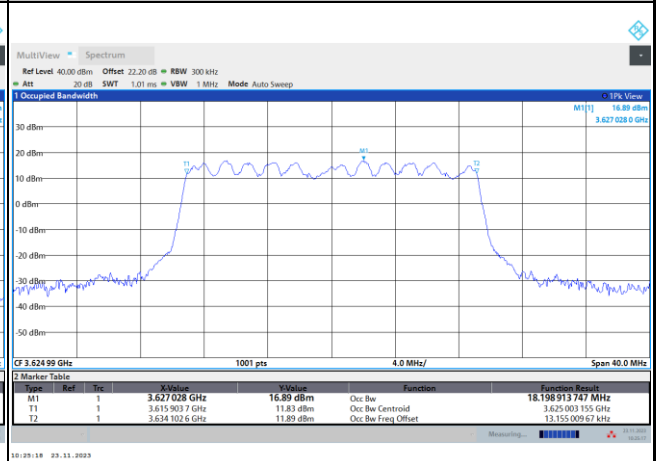 MultiView Spectrum
Ref Level 40.00 dBm Offset 22.20 dB RBW 300 kHz
Att 20 dB SWT 1.01 ms VBW 1 MHz Mode Auto Sweep
1 Occupied Bandwidth 1Pk View
M1[1] 16.89 dBm
3.627 028 0 GHz
30 dBm
20 dBm
M1
T1 T2
10 dBm
0 dBm
-10 dBm
-20 dBm
-30 dBm
-40 dBm
-50 dBm
CF 3.624 99 GHz 1001 pts 4.0 MHz/ Span 40.0 MHz
2 Marker Table
Type Ref Trc X-Value Y-Value Function Function Result
M1 1 3.627 028 GHz 16.89 dBm Occ Bw 18.198 913 747 MHz
T1 1 3.615 903 7 GHz 11.83 dBm Occ Bw Centroid 3.625 003 155 GHz
T2 1 3.634 102 6 GHz 11.89 dBm Occ Bw Freq Offset 13.155 009 67 kHz
Measuring... 23.11.2023
10:25:18 23.11.2023